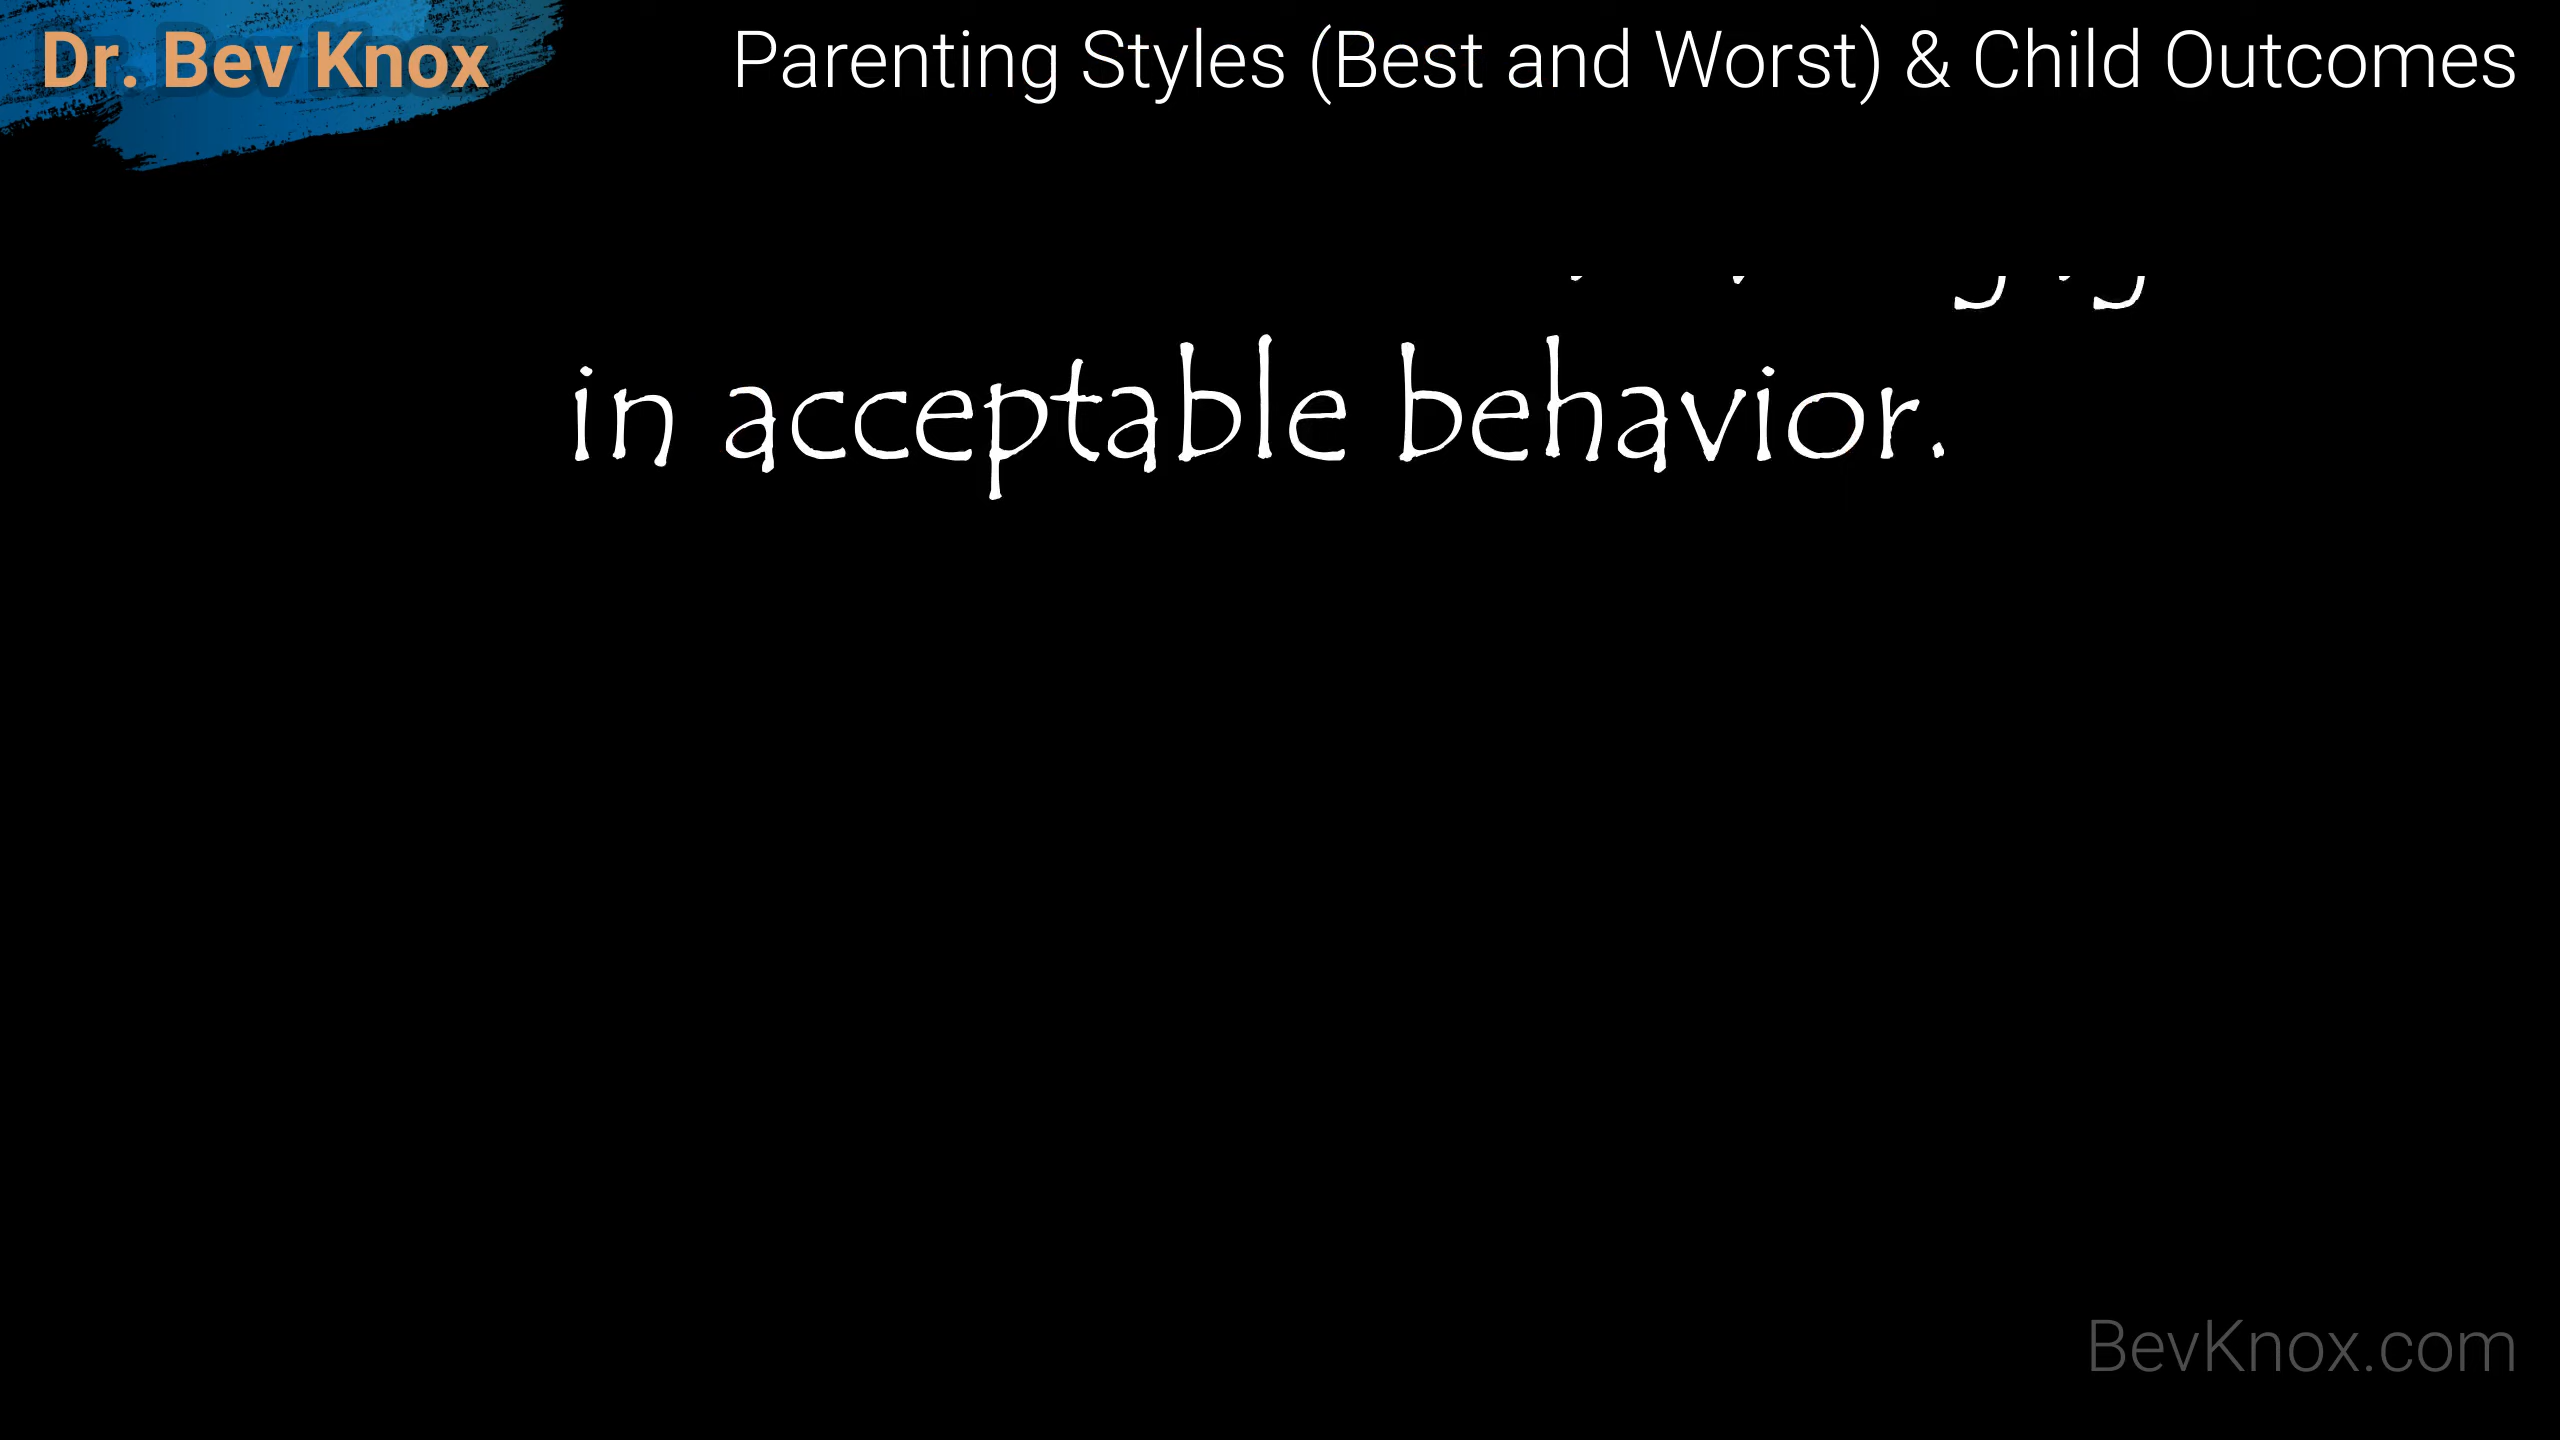 Dr. Bev Knox
Parenting Styles (Best and Worst) & Child Outcomes
in acceptable behavior.
BevKnox.com